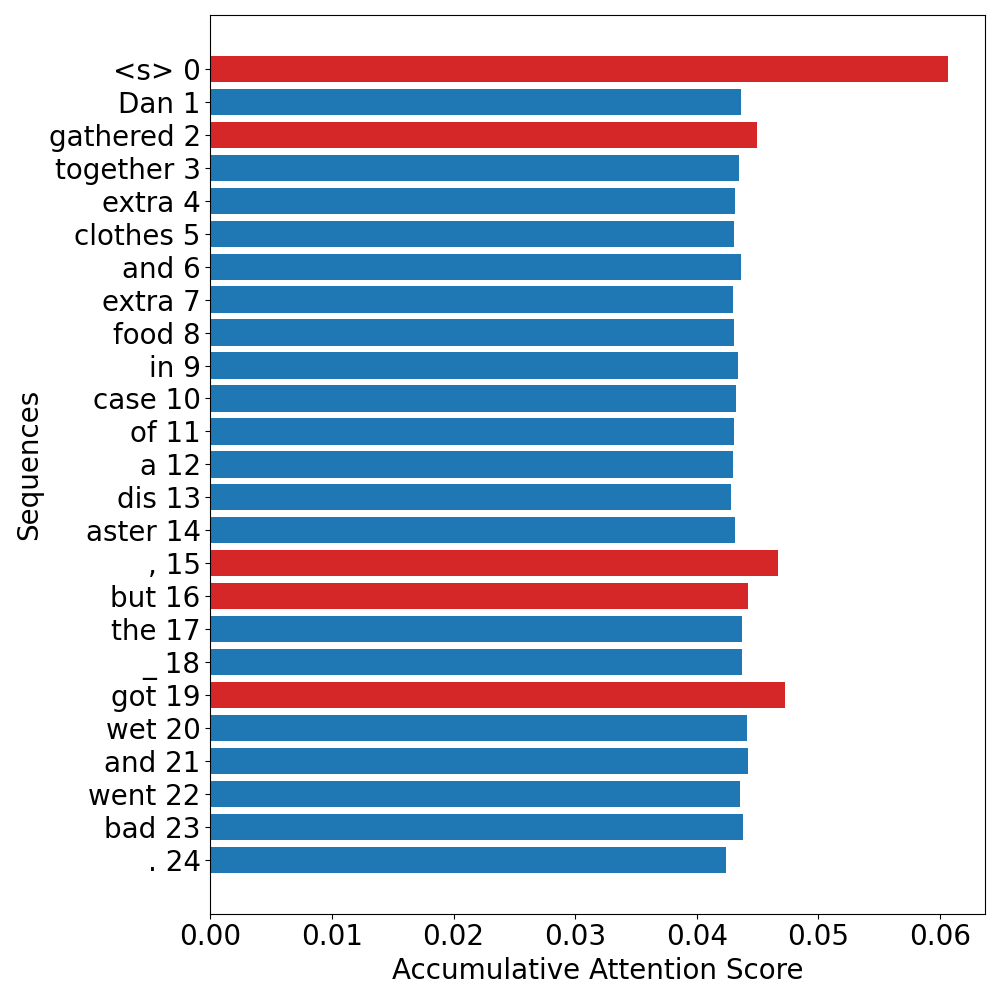 <s> 0
Dan 1
gathered 2
together 3
extra 4
clothes 5
and 6
extra 7
food 8
in 9
case 10
of 11
a 12
dis 13
aster 14
, 15
but 16
the 17
_ 18
got 19
wet 20
and 21
went 22
bad 23
. 24
Sequences
0.00 0.01 0.02 0.03 0.04 0.05 0.06
Accumulative Attention Score